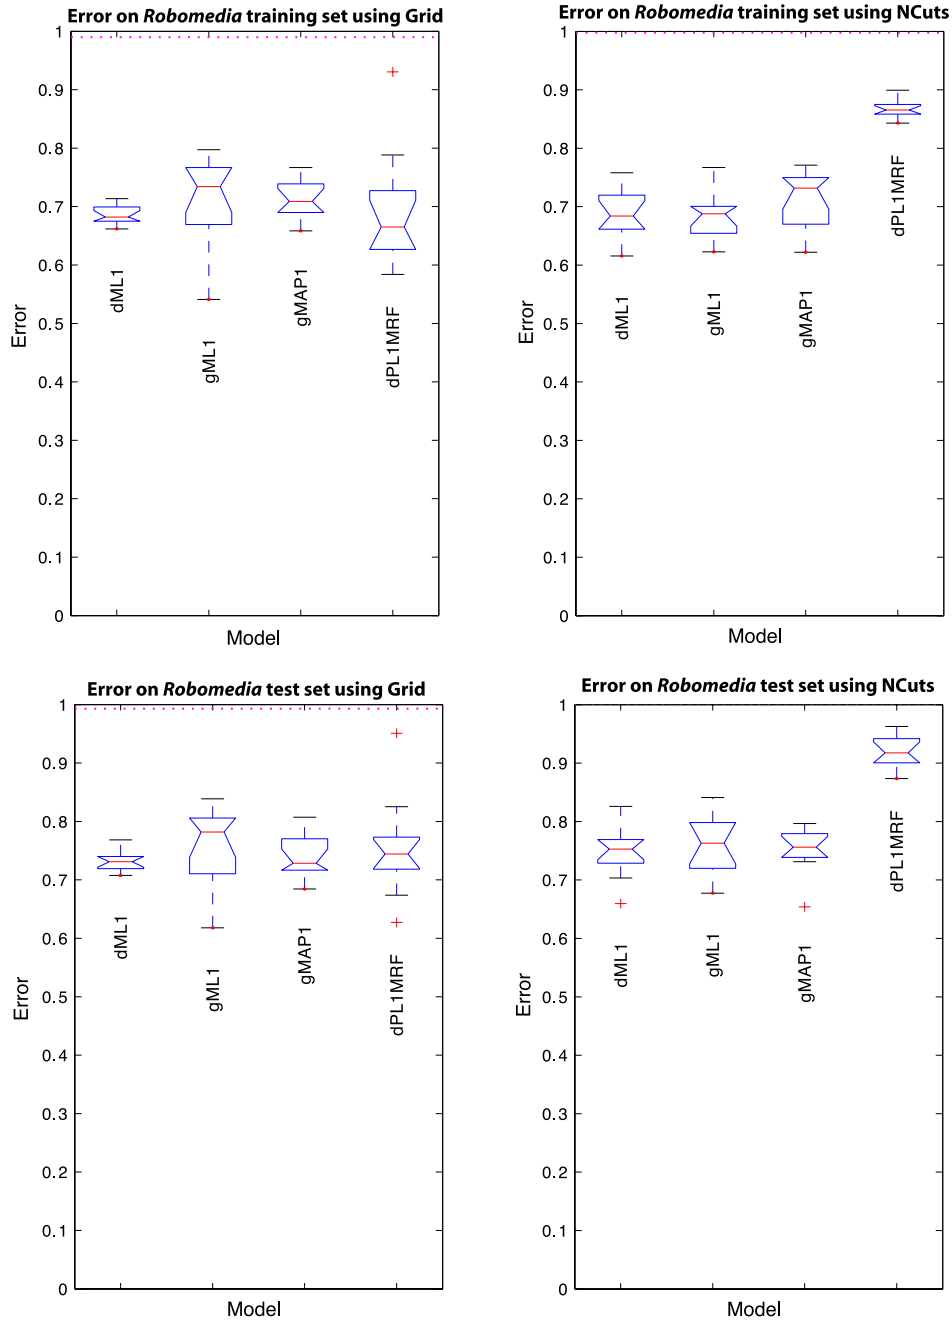 Error on Robomedia training set using Grid
1
0.9
0.8
0.7
0.6
0.5
0.4
0.3
0.2
0.1
0
Error
dML1
gML1
gMAP1
dPL1MRF
Model
Error on Robomedia training set using NCuts
1
0.9
0.8
0.7
0.6
0.5
0.4
0.3
0.2
0.1
0
Error
dML1
gML1
gMAP1
dPL1MRF
Model
Error on Robomedia test set using Grid
1
0.9
0.8
0.7
0.6
0.5
0.4
0.3
0.2
0.1
0
Error
dML1
gML1
gMAP1
dPL1MRF
Model
Error on Robomedia test set using NCuts
1
0.9
0.8
0.7
0.6
0.5
0.4
0.3
0.2
0.1
0
Error
dML1
gML1
gMAP1
dPL1MRF
Model